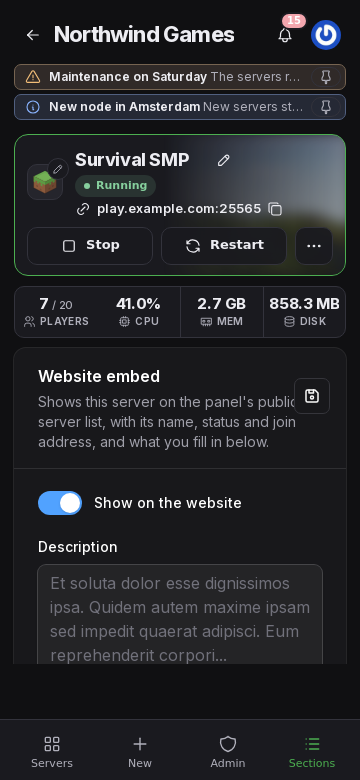 Northwind Games
15
Maintenance on Saturday The servers r...
New node in Amsterdam New servers st...
Survival SMP
Running
play.example.com:25565
Stop
Restart
7 / 20
PLAYERS
41.0%
CPU
2.7 GB
MEM
858.3 MB
DISK
Website embed
Shows this server on the panel's public
server list, with its name, status and join
address, and what you fill in below.
Show on the website
Description
Et soluta dolor esse dignissimos
ipsa. Quidem autem maxime ipsam
sed impedit quaerat adipisci. Eum
reprehenderit corpori...
Servers
New
Admin
Sections